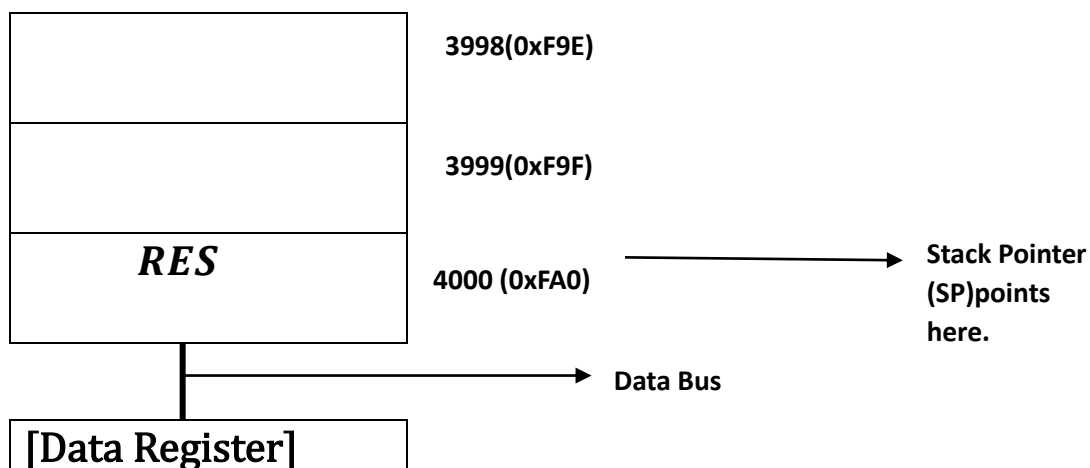 3998(0xF9E)
3999(0xF9F)
RES
4000 (0xFA0)
Stack Pointer
(SP)points
here.
Data Bus
[Data Register]